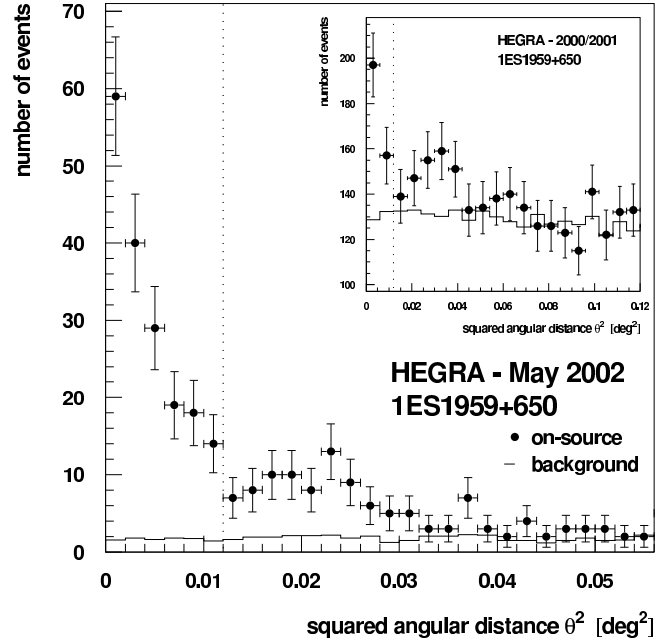 number of events
70
60
50
40
30
20
10
0
0 0.01 0.02 0.03 0.04 0.05
squared angular distance θ² [deg²]
number of events
200
180
160
140
120
100
0 0.02 0.04 0.06 0.08 0.1 0.12
squared angular distance θ² [deg²]
HEGRA - 2000/2001
1ES1959+650
HEGRA - May 2002
1ES1959+650
on-source
background